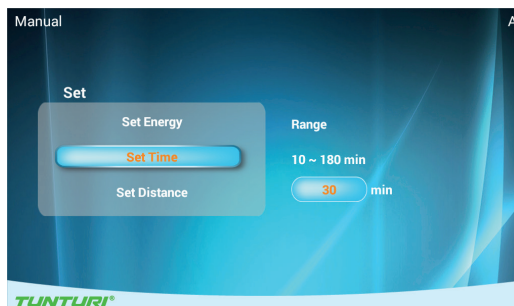 Manual
A
Set
Set Energy
Set Time
Set Distance
Range
10 ~ 180 min
30 min
TUNTURI®